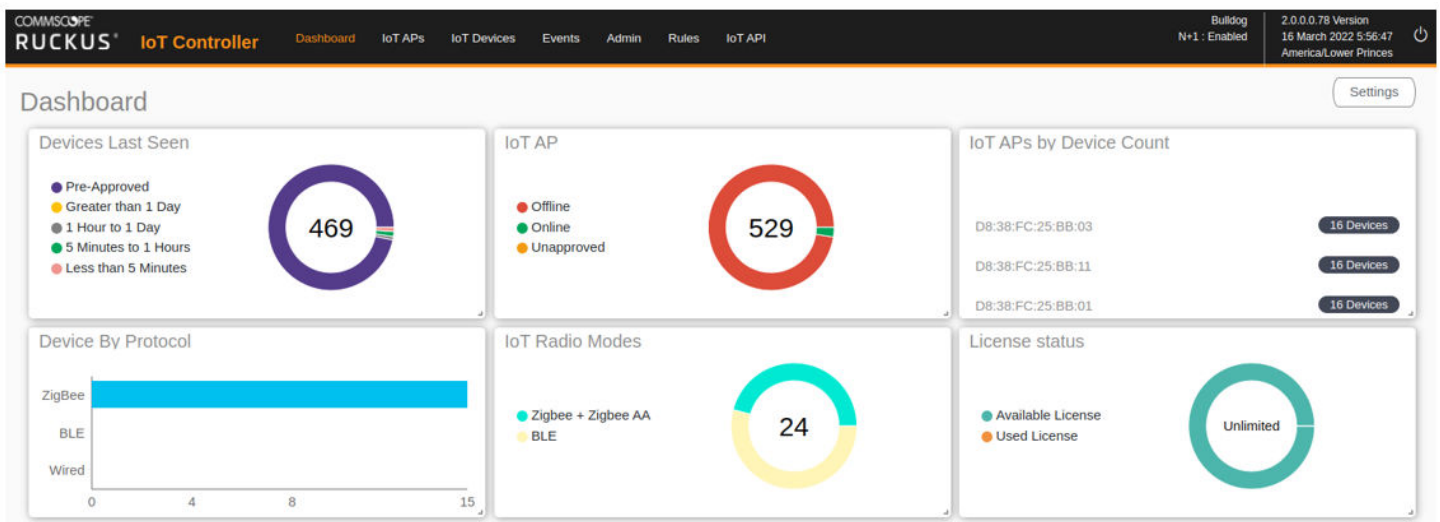 COMMSCOPE
RUCKUS® IoT Controller
Dashboard IoT APs IoT Devices Events Admin Rules IoT API
Bulldog
N+1 : Enabled
2.0.0.0.78 Version
16 March 2022 5:56:47
America/Lower Princes
Dashboard
Settings
Devices Last Seen
Pre-Approved
Greater than 1 Day
1 Hour to 1 Day
5 Minutes to 1 Hours
Less than 5 Minutes
469
IoT AP
Offline
Online
Unapproved
529
IoT APs by Device Count
D8:38:FC:25:BB:03 16 Devices
D8:38:FC:25:BB:11 16 Devices
D8:38:FC:25:BB:01 16 Devices
Device By Protocol
ZigBee
BLE
Wired
0 4 8 15
IoT Radio Modes
Zigbee + Zigbee AA
BLE
24
License status
Available License
Used License
Unlimited